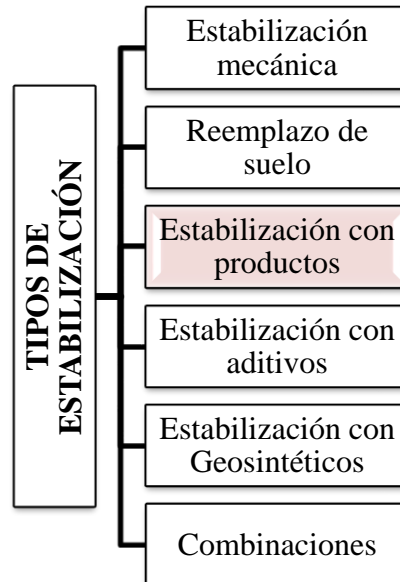 TIPOS DE
ESTABILIZACIÓN
Estabilización
mecánica
Reemplazo de
suelo
Estabilización con
productos
Estabilización con
aditivos
Estabilización con
Geosintéticos
Combinaciones